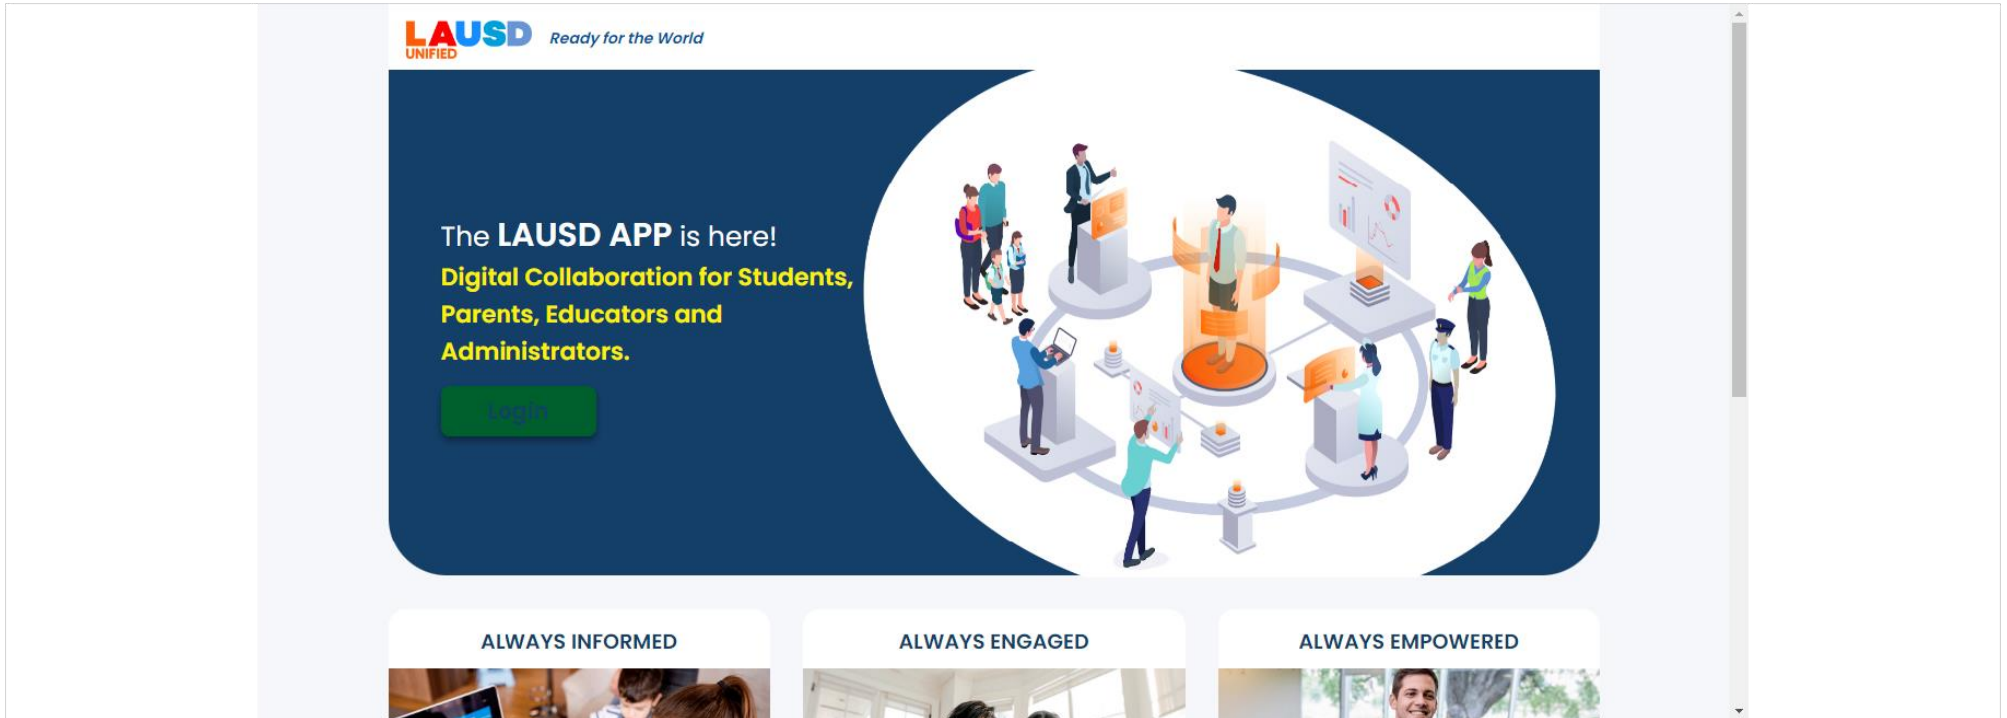 LAUSD
UNIFIED
Ready for the World
The LAUSD APP is here!
Digital Collaboration for Students,
Parents, Educators and
Administrators.
Login
ALWAYS INFORMED
ALWAYS ENGAGED
ALWAYS EMPOWERED